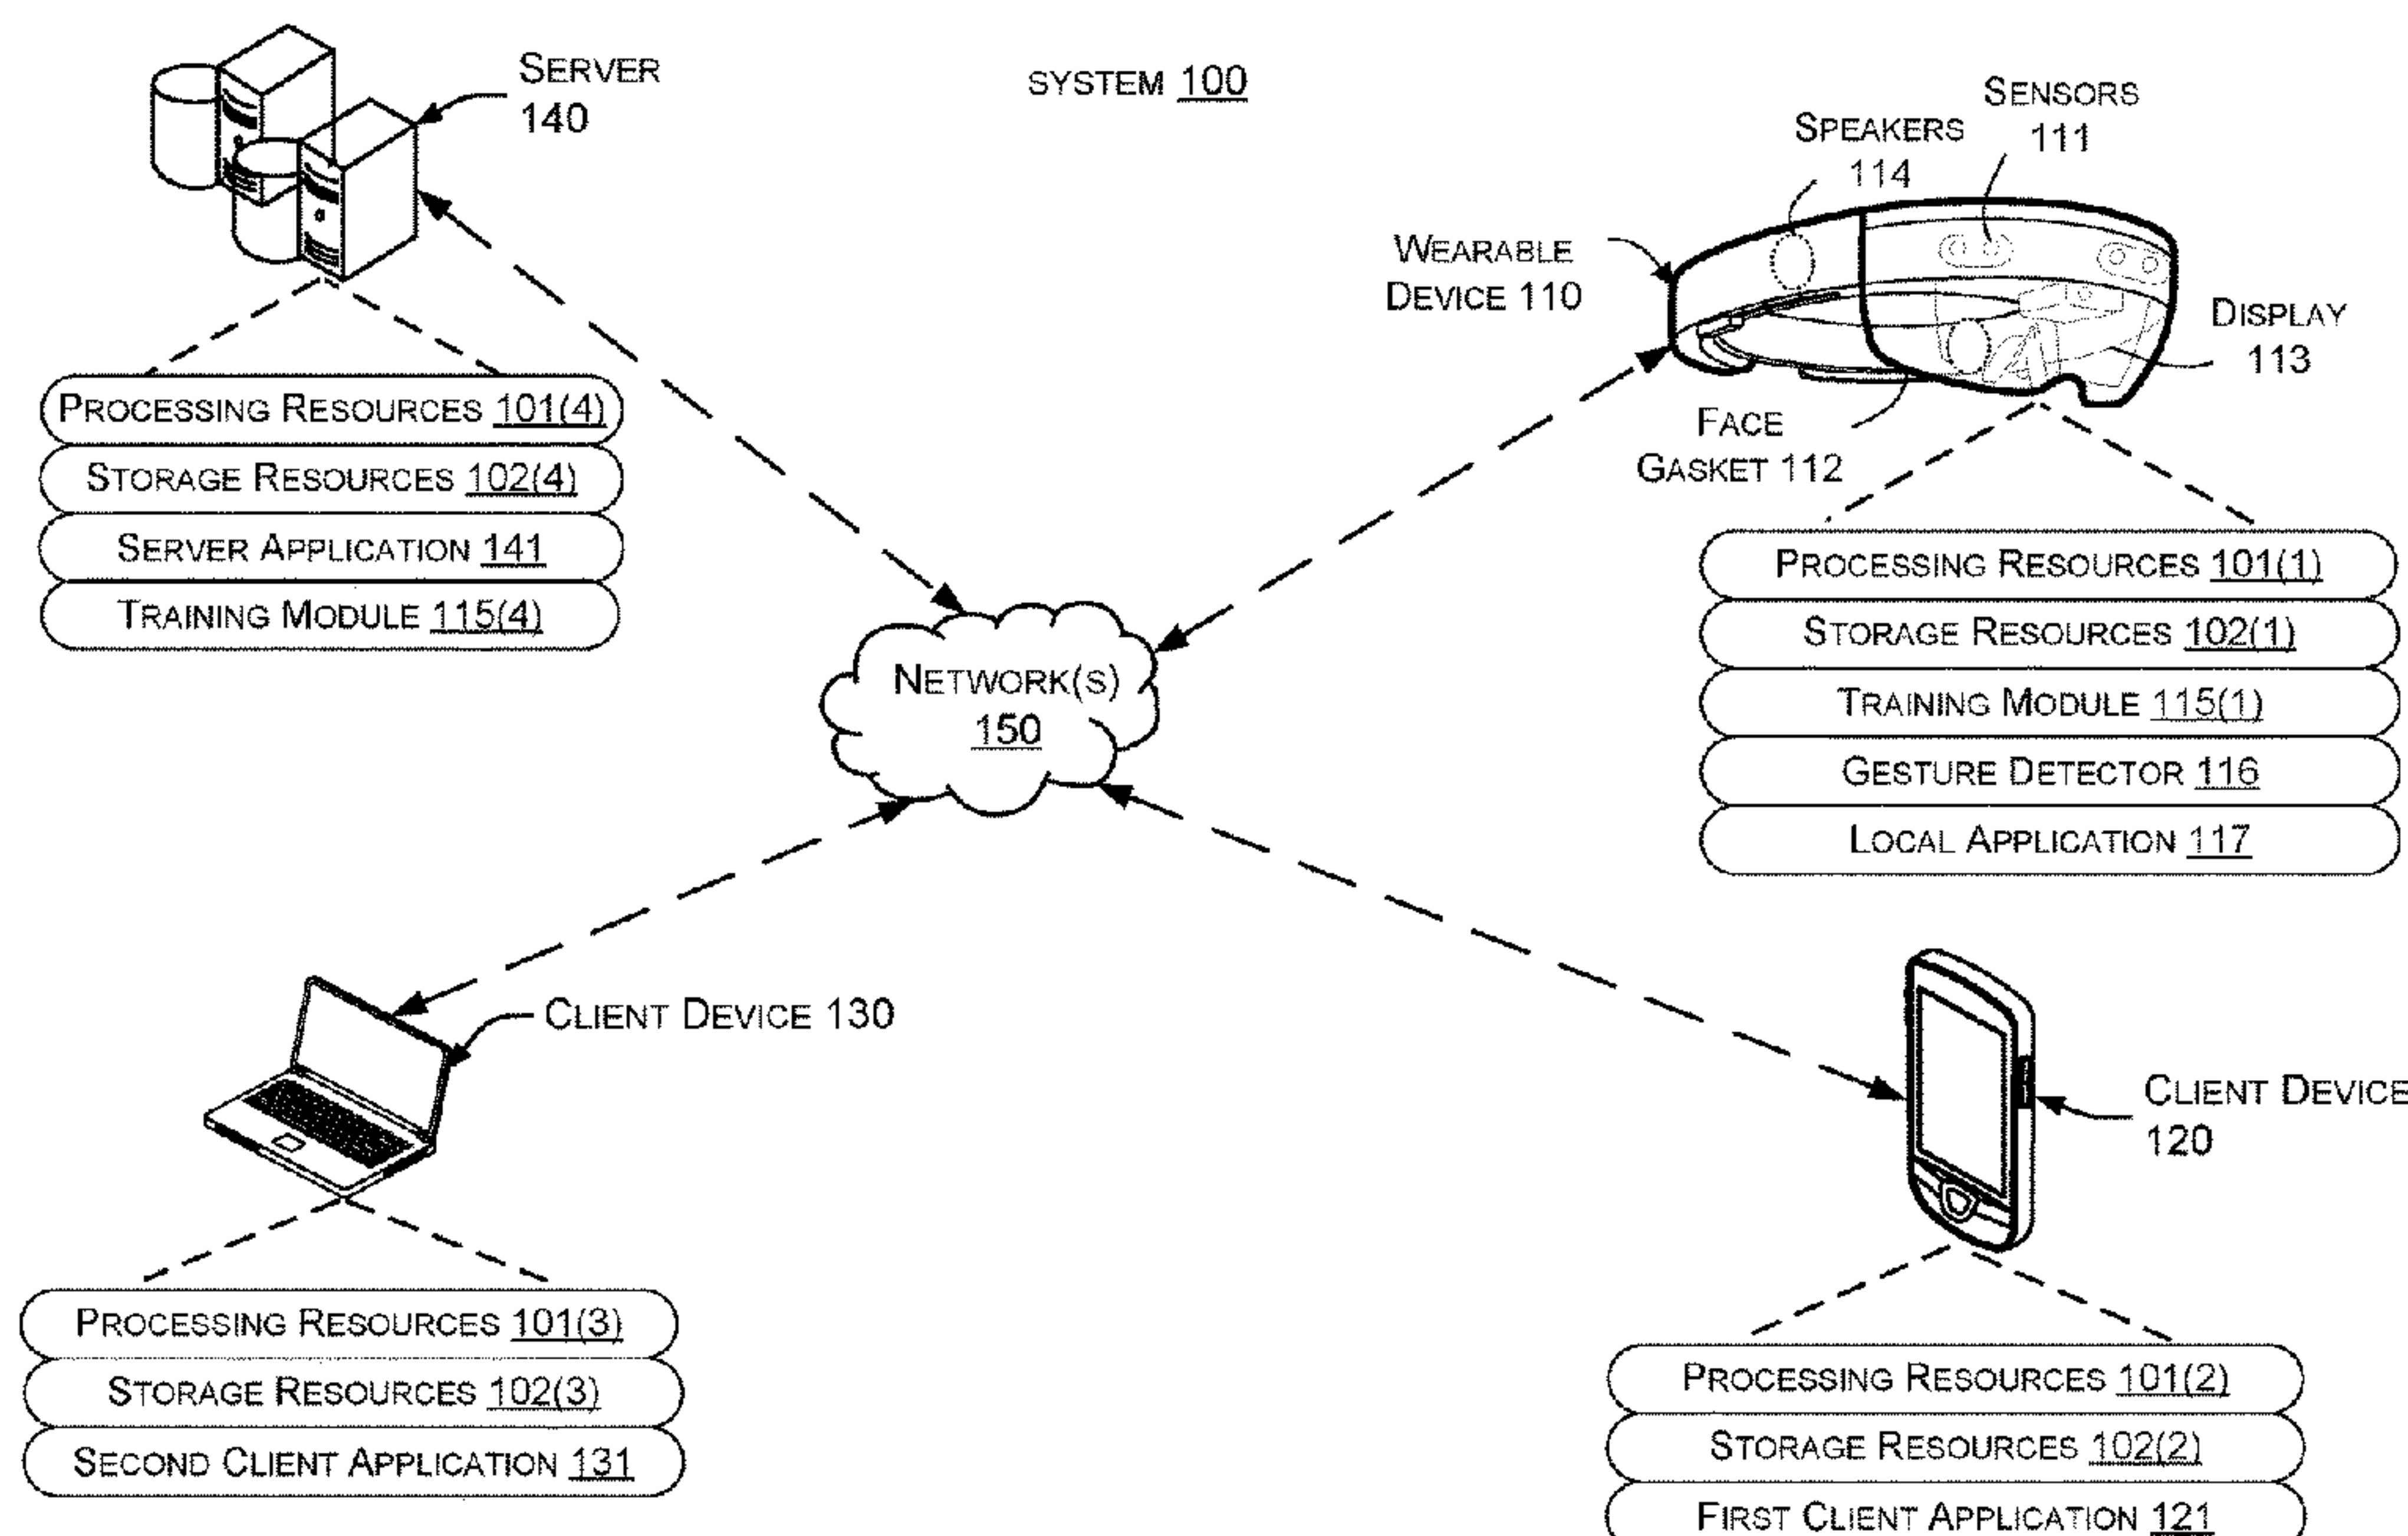 SERVER
140
SYSTEM 100
SENSORS
111
SPEAKERS
114
WEARABLE
DEVICE 110
DISPLAY
113
FACE
GASKET 112
PROCESSING RESOURCES 101(4)
STORAGE RESOURCES 102(4)
SERVER APPLICATION 141
TRAINING MODULE 115(4)
PROCESSING RESOURCES 101(1)
STORAGE RESOURCES 102(1)
TRAINING MODULE 115(1)
GESTURE DETECTOR 116
LOCAL APPLICATION 117
NETWORK(S)
150
CLIENT DEVICE 130
CLIENT DEVICE
120
PROCESSING RESOURCES 101(3)
STORAGE RESOURCES 102(3)
SECOND CLIENT APPLICATION 131
PROCESSING RESOURCES 101(2)
STORAGE RESOURCES 102(2)
FIRST CLIENT APPLICATION 121